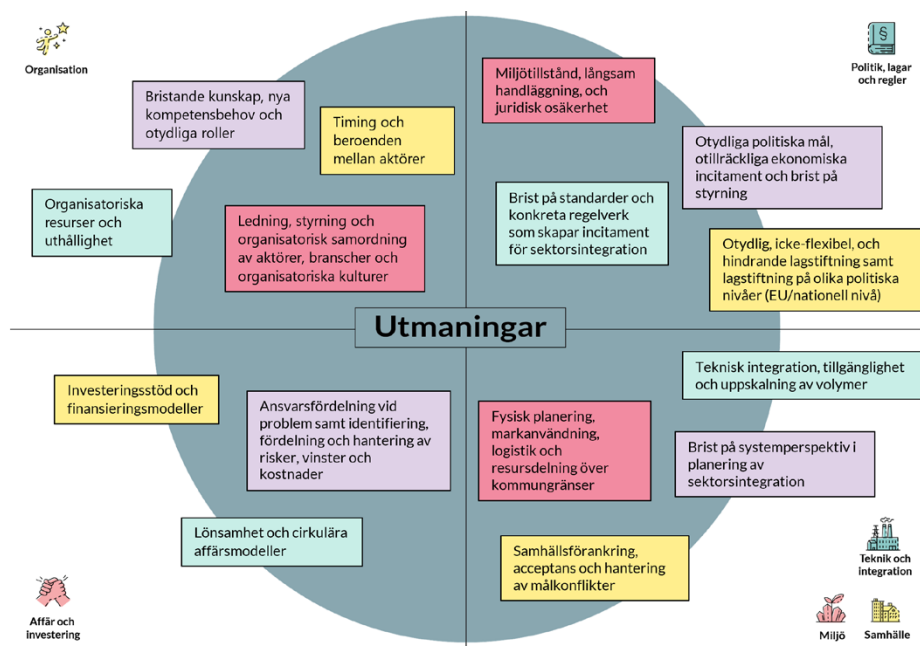 Organisation
Bristande kunskap, nya
kompetensbehov och
otydliga roller
Timing och
beroenden
mellan aktörer
Organisatoriska
resurser och
uthållighet
Ledning, styrning och
organisatorisk samordning
av aktörer, branscher och
organisatoriska kulturer
§
Politik, lagar
och regler
Miljötillstånd, långsam
handläggning, och
juridisk osäkerhet
Otydliga politiska mål,
otillräckliga ekonomiska
incitament och brist på
styrning
Brist på standarder och
konkreta regelverk
som skapar incitament
för sektorsintegration
Otydlig, icke-flexibel, och
hindrande lagstiftning samt
lagstiftning på olika politiska
nivåer (EU/nationell nivå)
Utmaningar
Investeringsstöd och
finansieringsmodeller
Ansvarsfördelning vid
problem samt identifiering,
fördelning och hantering av
risker, vinster och
kostnader
Lönsamhet och cirkulära
affärsmodeller
Affär och
investering
Teknisk integration, tillgänglighet
och uppskalning av volymer
Fysisk planering,
markanvändning,
logistik och
resursdelning över
kommungränser
Brist på systemperspektiv i
planering av
sektorsintegration
Samhällsförankring,
acceptans och hantering
av målkonflikter
Teknik och
integration
Miljö
Samhälle